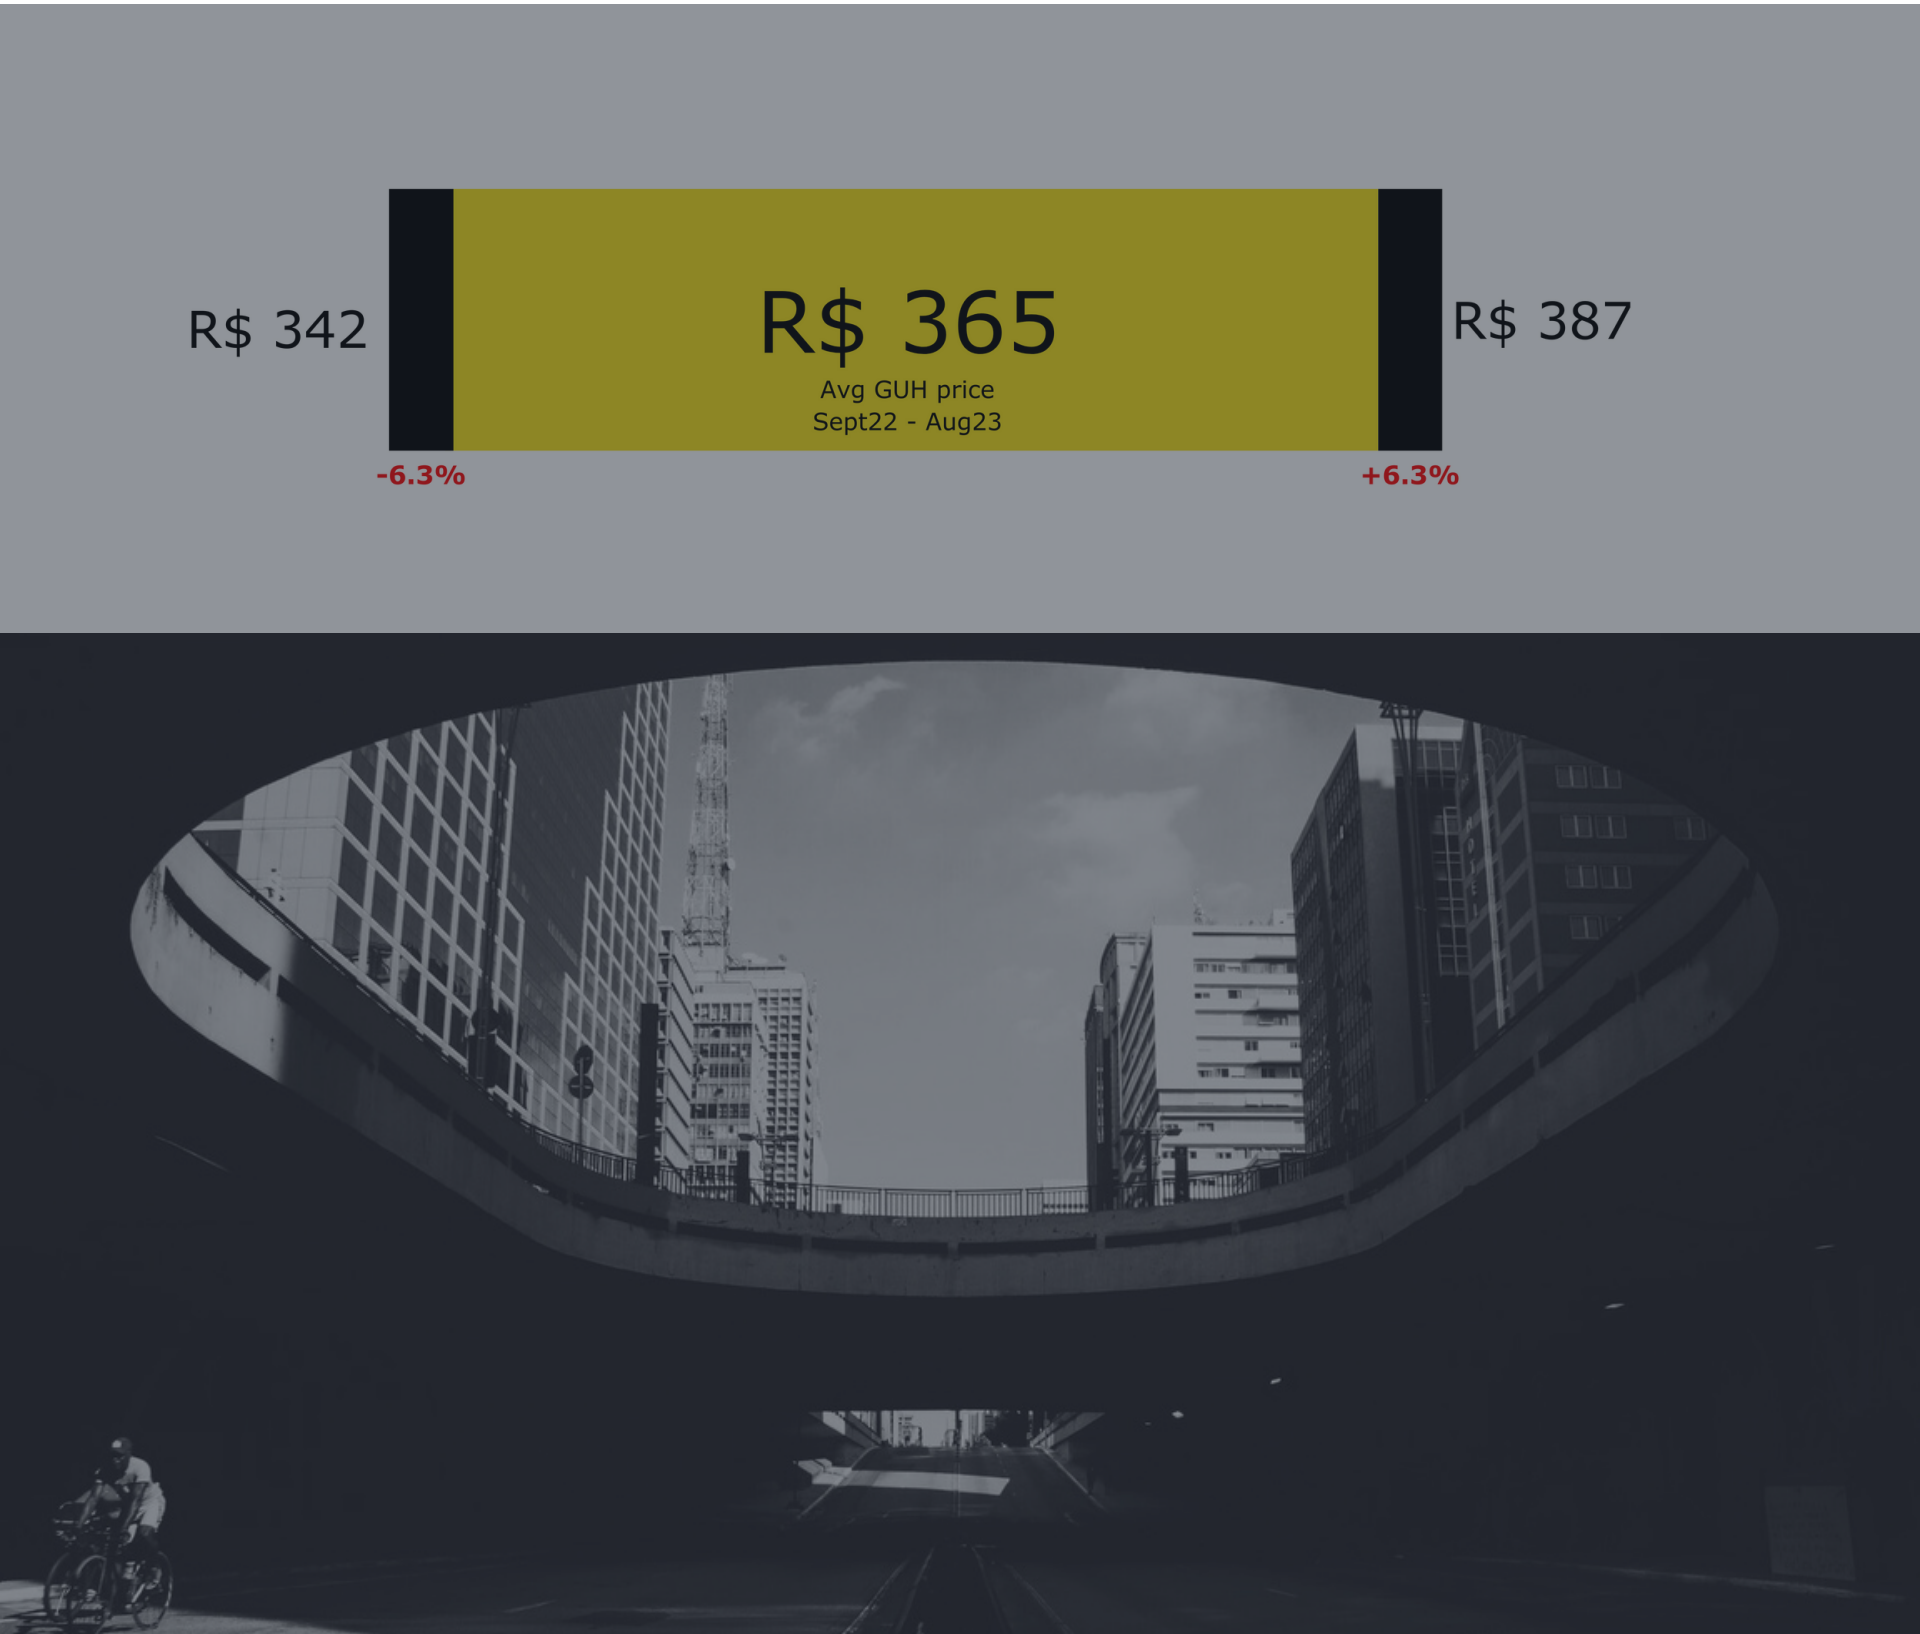 R$ 342
R$ 365
R$ 387
Avg GUH price
Sept22 - Aug23
-6.3%
+6.3%